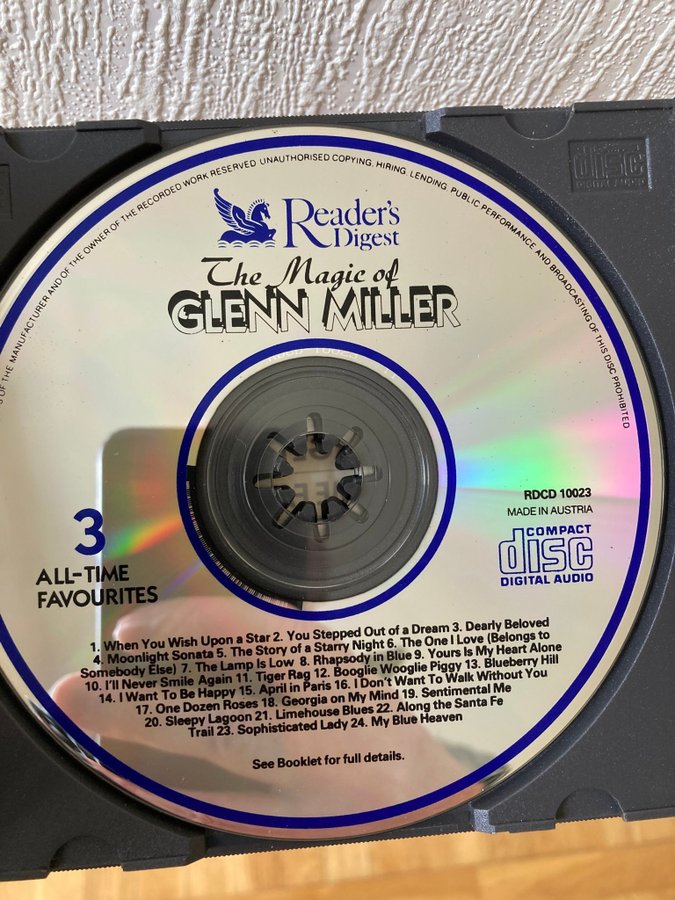 S OF THE MANUFACTURER AND OF THE OWNER OF THE RECORDED WORK RESERVED UNAUTHORISED COPYING, HIRING, LENDING, PUBLIC PERFORMANCE AND BROADCASTING OF THIS DISC PROHIBITED
Reader's
Digest
The Magic of
GLENN MILLER
disc
RDCD 10023
MADE IN AUSTRIA
COMPACT
disc
DIGITAL AUDIO
3
ALL-TIME
FAVOURITES
1. When You Wish Upon a Star 2. You Stepped Out of a Dream 3. Dearly Beloved
4. Moonlight Sonata 5. The Story of a Starry Night 6. The One I Love (Belongs to
Somebody Else) 7. The Lamp Is Low 8. Rhapsody in Blue 9. Yours Is My Heart Alone
10. I'll Never Smile Again 11. Tiger Rag 12. Booglie Wooglie Piggy 13. Blueberry Hill
14. I Want To Be Happy 15. April in Paris 16. I Don't Want To Walk Without You
17. One Dozen Roses 18. Georgia on My Mind 19. Sentimental Me
20. Sleepy Lagoon 21. Limehouse Blues 22. Along the Santa Fe
Trail 23. Sophisticated Lady 24. My Blue Heaven
See Booklet for full details.